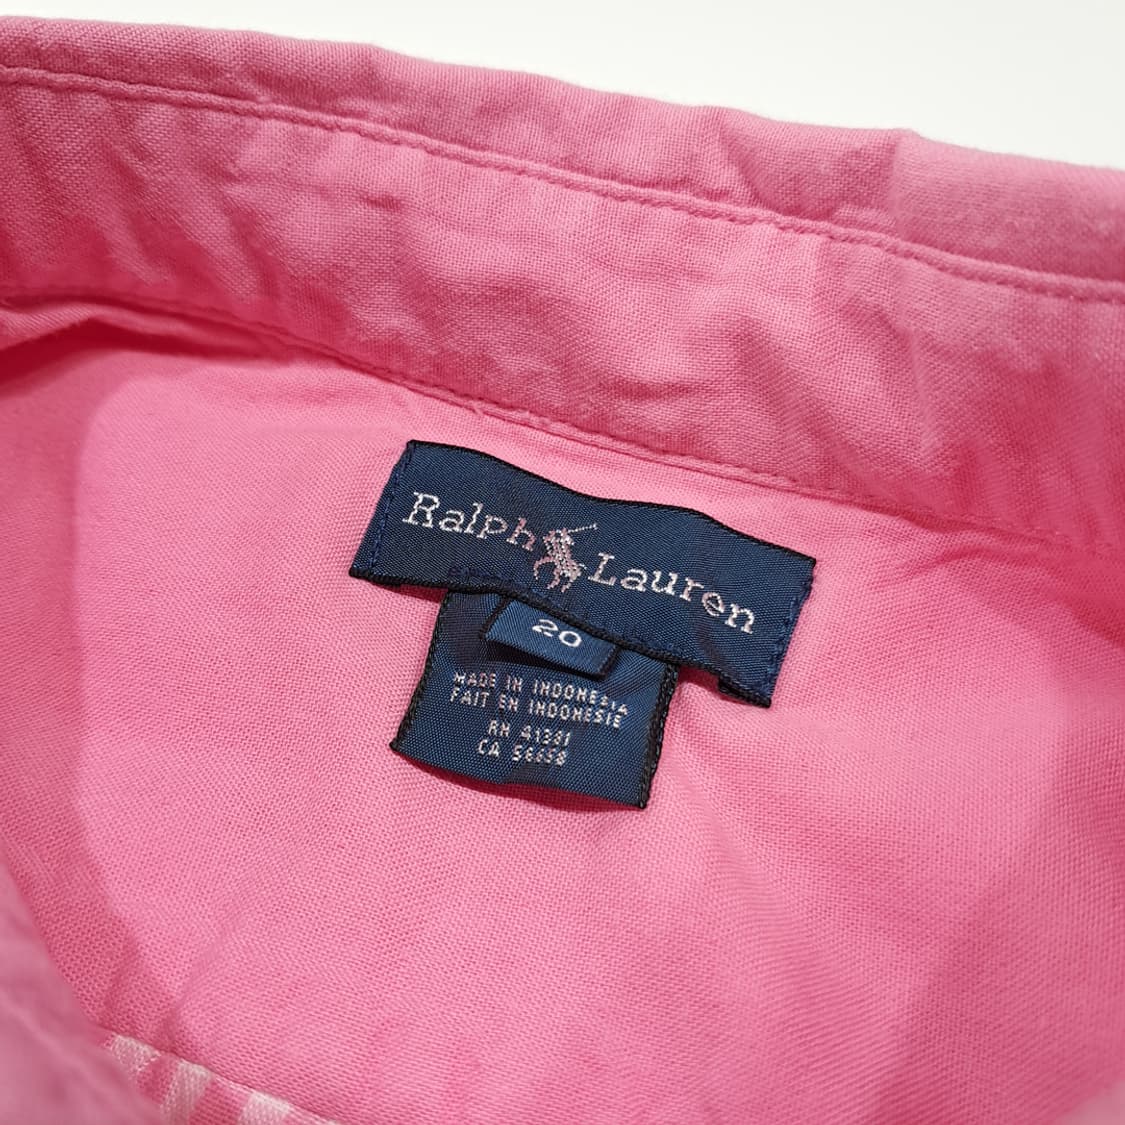 Ralph Lauren
20
MADE IN INDONESIA
FAIT EN INDONESIE
RN 41381
CA 56658